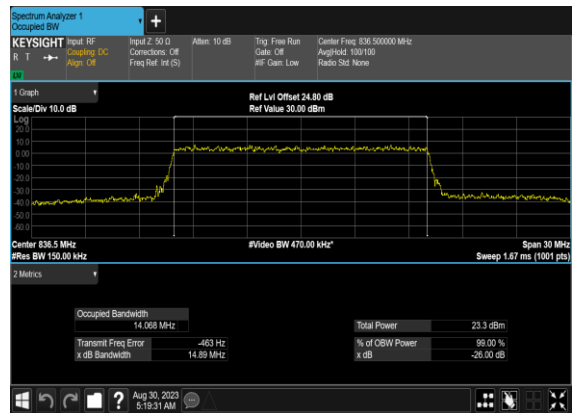 Spectrum Analyzer 1
Occupied BW
+
KEYSIGHT Input: RF Input Z: 50 Ω Atten: 10 dB Trig: Free Run Center Freq: 836.500000 MHz
R T Coupling: DC Corrections: Off Gate: Off Avg|Hold: 100/100
Align: Off Freq Ref: Int (S) #IF Gain: Low Radio Std: None
LW
1 Graph
Ref Lvl Offset 24.80 dB
Scale/Div 10.0 dB Ref Value 30.00 dBm
Log
20.0
10.0
0.00
-10.0
-20.0
-30.0
-40.0
-50.0
-60.0
Center 836.5 MHz #Video BW 470.00 kHz* Span 30 MHz
#Res BW 150.00 kHz Sweep 1.67 ms (1001 pts)
2 Metrics
Occupied Bandwidth
14.068 MHz Total Power 23.3 dBm
Transmit Freq Error -463 Hz % of OBW Power 99.00 %
x dB Bandwidth 14.89 MHz x dB -26.00 dB
? Aug 30, 2023
5:19:31 AM